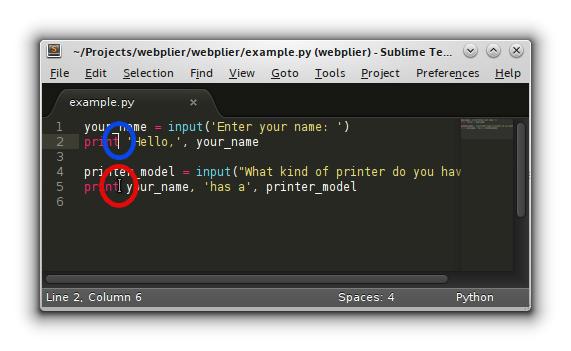 ~/Projects/webplier/webplier/example.py (webplier) - Sublime Te...
File Edit Selection Find View Goto Tools Project Preferences Help
example.py ×
1 your_name = input('Enter your name: ')
2 print 'Hello,', your_name
3
4 printer_model = input("What kind of printer do you hav
5 print your_name, 'has a', printer_model
6
Line 2, Column 6 Spaces: 4 Python